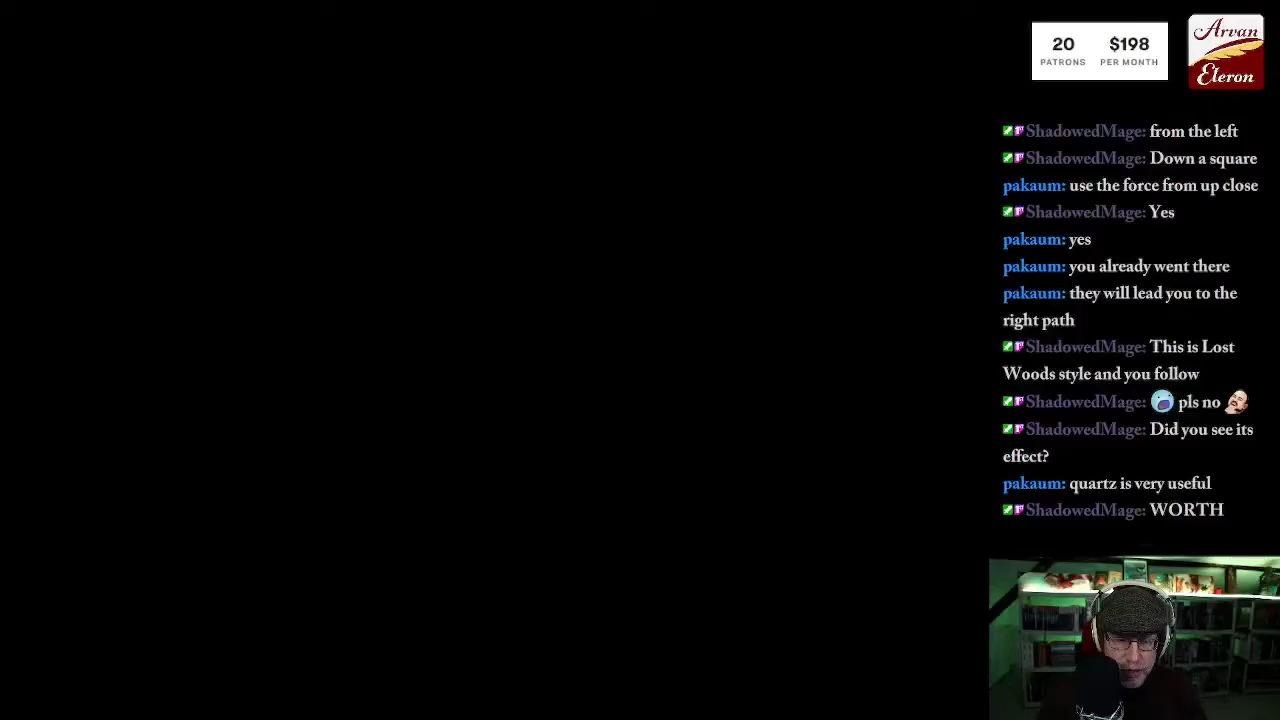 20
$198
PATRONS
PER MONTH
Arvan
Eleron
ShadowedMage: from the left
ShadowedMage: Down a square
pakaum: use the force from up close
ShadowedMage: Yes
pakaum: yes
pakaum: you already went there
pakaum: they will lead you to the
right path
ShadowedMage: This is Lost
Woods style and you follow
ShadowedMage: pls no
ShadowedMage: Did you see its
effect?
pakaum: quartz is very useful
ShadowedMage: WORTH